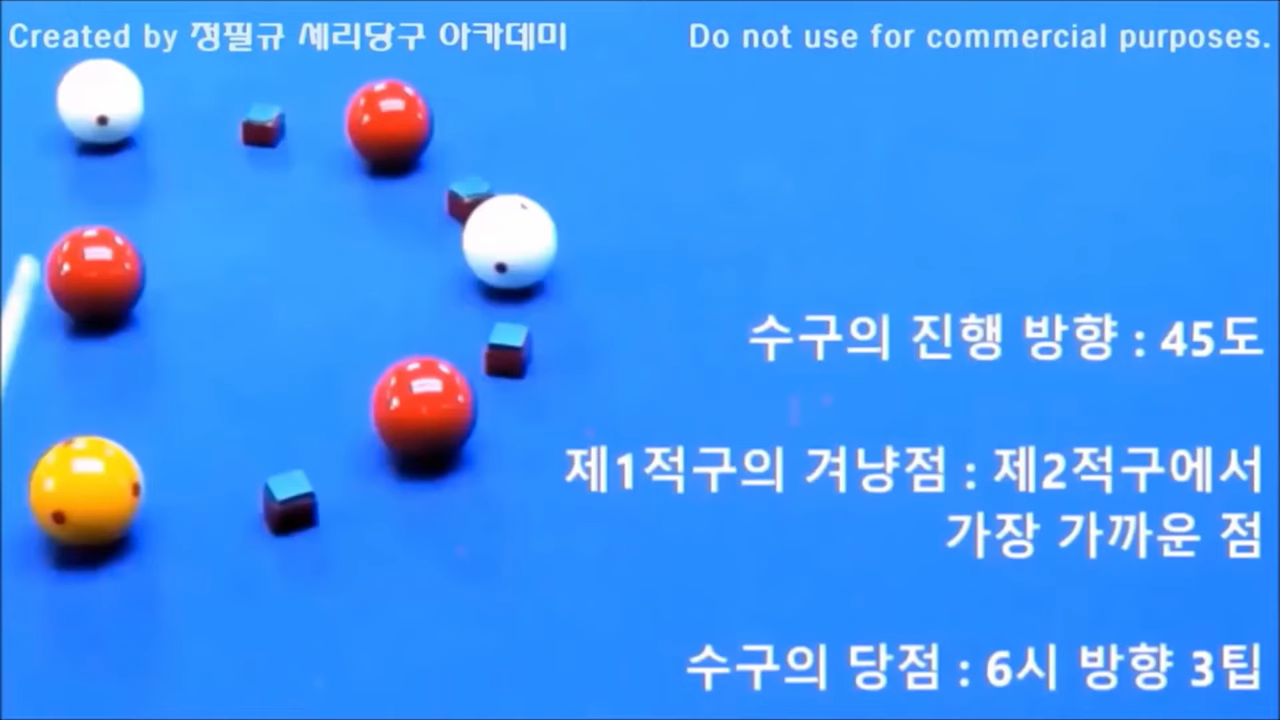 Created by 정필규 세리당구 아카데미
Do not use for commercial purposes.
수구의 진행 방향 : 45도
제1적구의 겨냥점 : 제2적구에서
가장 가까운 점
수구의 당점 : 6시 방향 3팁